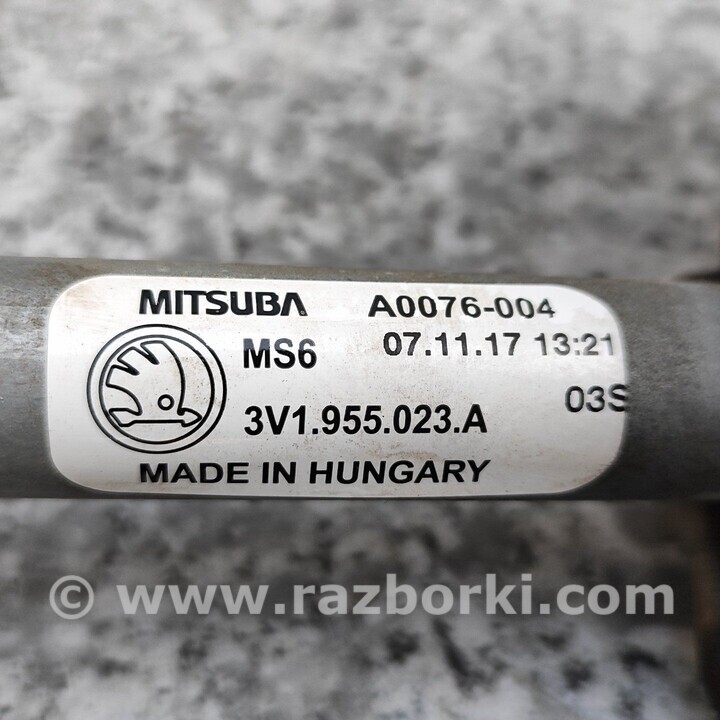 MITSUBA A0076-004
MS6 07.11.17 13:21
3V1.955.023.A 03S
MADE IN HUNGARY
© www.razborki.com